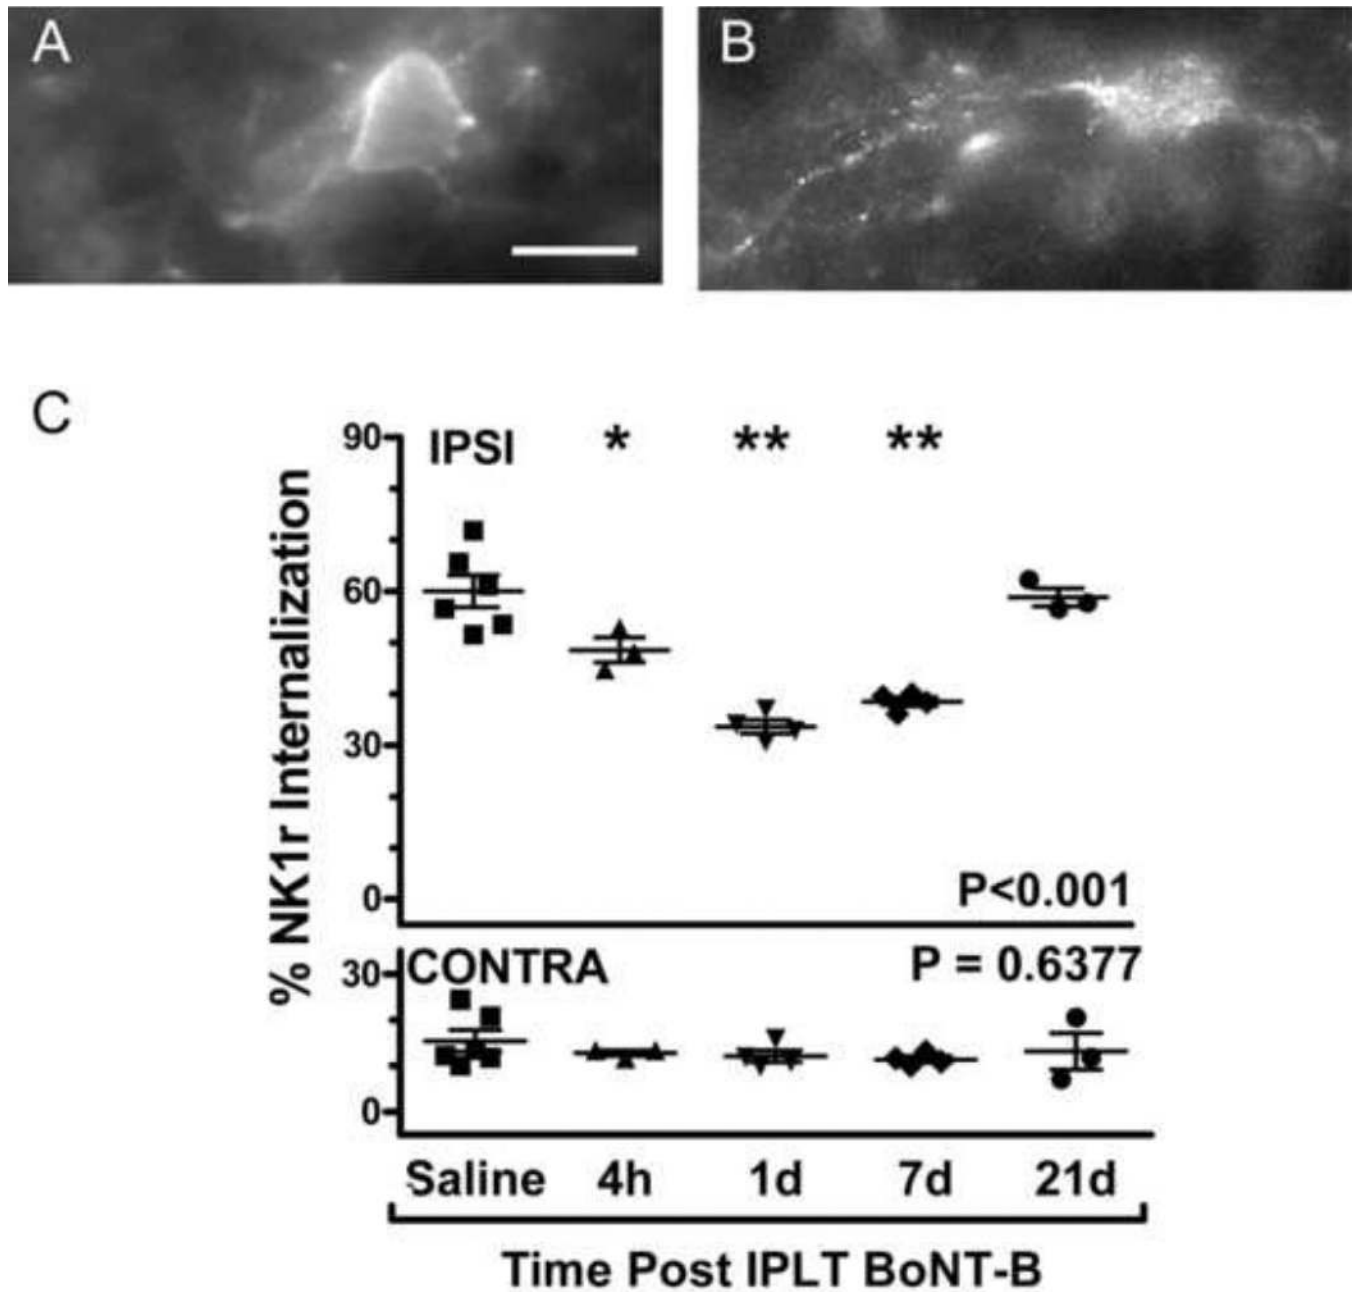 A
B
C
90
IPSI
*
**
**
60
30
0
P<0.001
% NK1r Internalization
30
CONTRA
P = 0.6377
0
Saline
4h
1d
7d
21d
Time Post IPLT BoNT-B